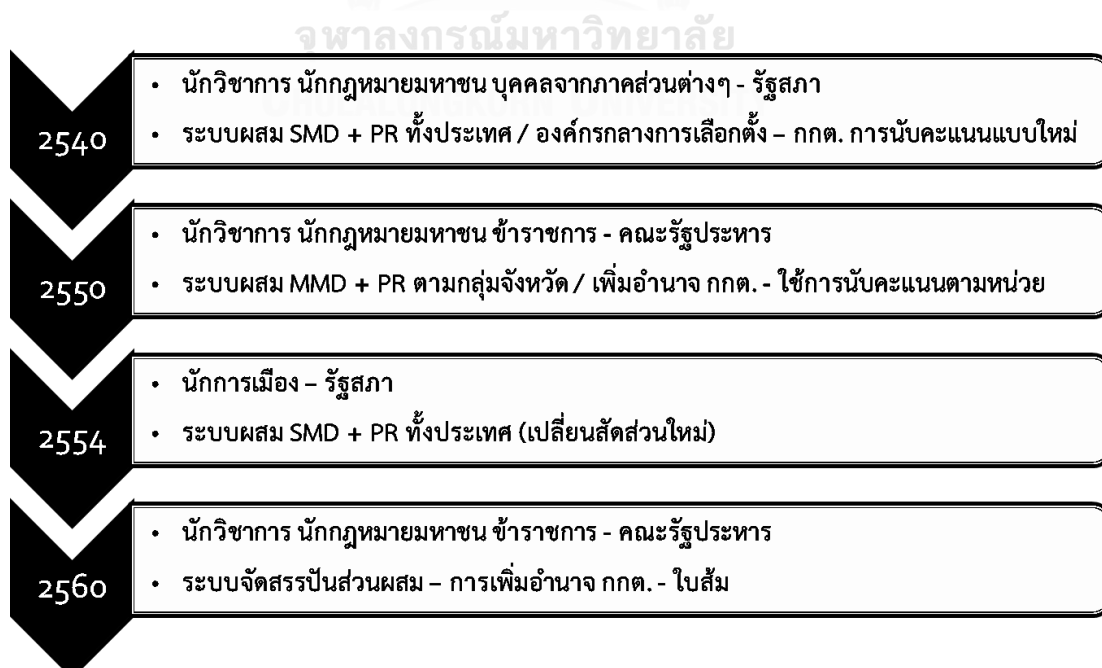 จุฬาลงกรณ์มหาวิทยาลัย
CHULALONGKORN UNIVERSITY
2540
• นักวิชาการ นักกฎหมายมหาชน บุคคลจากภาคส่วนต่างๆ - รัฐสภา
• ระบบผสม SMD + PR ทั้งประเทศ / องค์กรกลางการเลือกตั้ง – กกต. การนับคะแนนแบบใหม่
2550
• นักวิชาการ นักกฎหมายมหาชน ข้าราชการ - คณะรัฐประหาร
• ระบบผสม MMD + PR ตามกลุ่มจังหวัด / เพิ่มอำนาจ กกต. - ใช้การนับคะแนนตามหน่วย
2554
• นักการเมือง – รัฐสภา
• ระบบผสม SMD + PR ทั้งประเทศ (เปลี่ยนสัดส่วนใหม่)
2560
• นักวิชาการ นักกฎหมายมหาชน ข้าราชการ - คณะรัฐประหาร
• ระบบจัดสรรปันส่วนผสม – การเพิ่มอำนาจ กกต. - ใบส้ม